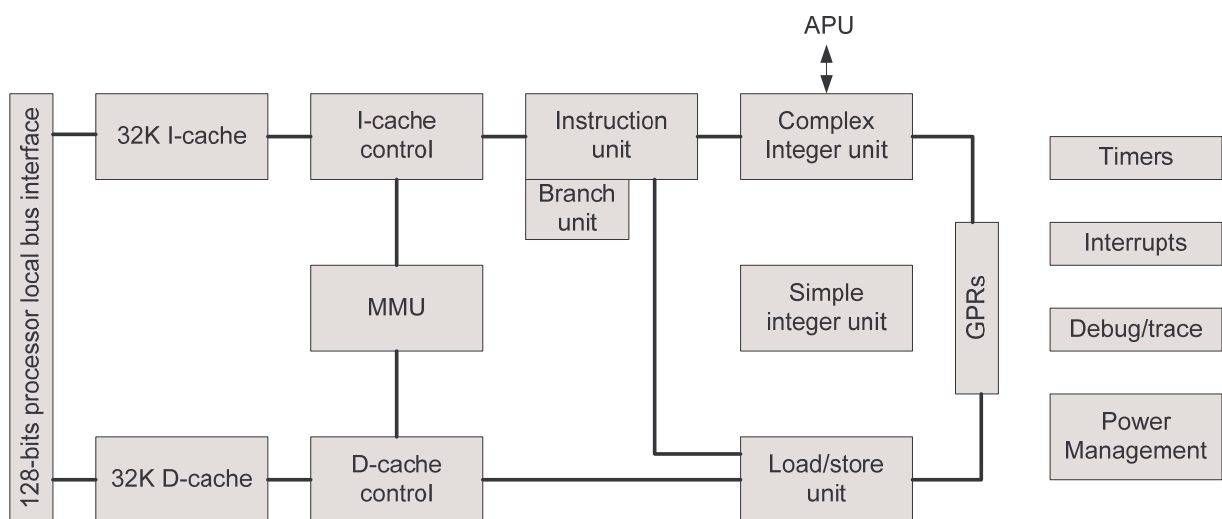 APU
128-bits processor local bus interface
32K I-cache
I-cache
control
Instruction
unit
Branch
unit
Complex
Integer unit
MMU
Simple
integer unit
GPRs
32K D-cache
D-cache
control
Load/store
unit
Timers
Interrupts
Debug/trace
Power
Management